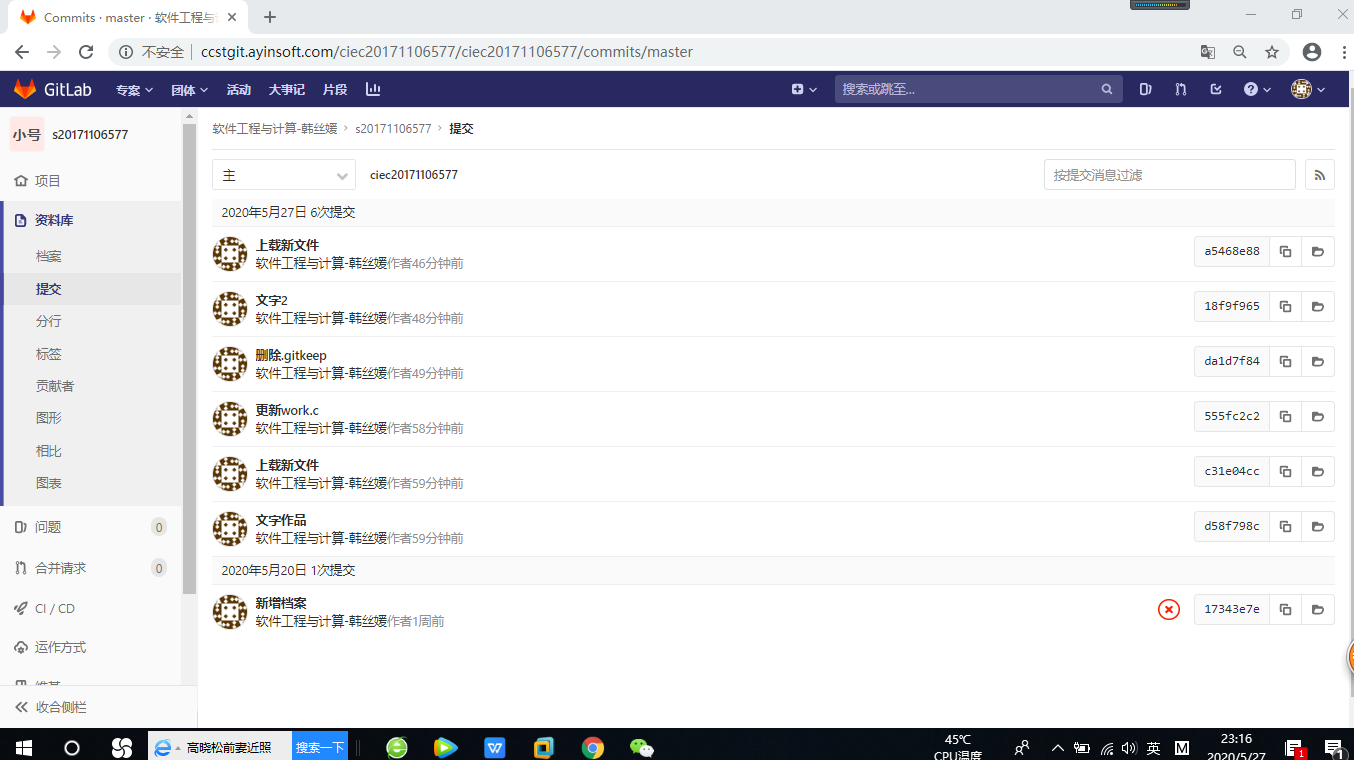 Commits · master · 软件工程与
不安全 ccstgit.ayinsoft.com/ciec20171106577/ciec20171106577/commits/master
GitLab 专案 团体 活动 大事记 片段 搜索或跳至...
小号 s20171106577
软件工程与计算-韩丝媛 › s20171106577 › 提交
项目
主 ciec20171106577 按提交消息过滤
资料库
档案
提交
分行
标签
贡献者
图形
相比
图表
问题 0
合并请求 0
CI / CD
运作方式
收合侧栏
2020年5月27日 6次提交
上载新文件
软件工程与计算-韩丝媛作者46分钟前
a5468e88
文字2
软件工程与计算-韩丝媛作者48分钟前
18f9f965
删除.gitkeep
软件工程与计算-韩丝媛作者49分钟前
da1d7f84
更新work.c
软件工程与计算-韩丝媛作者58分钟前
555fc2c2
上载新文件
软件工程与计算-韩丝媛作者59分钟前
c31e04cc
文字作品
软件工程与计算-韩丝媛作者59分钟前
d58f798c
2020年5月20日 1次提交
新增档案
软件工程与计算-韩丝媛作者1周前
17343e7e
高晓松前妻近照 搜索一下
45℃
CPU温度
英 M
23:16
2020/5/27
1
1